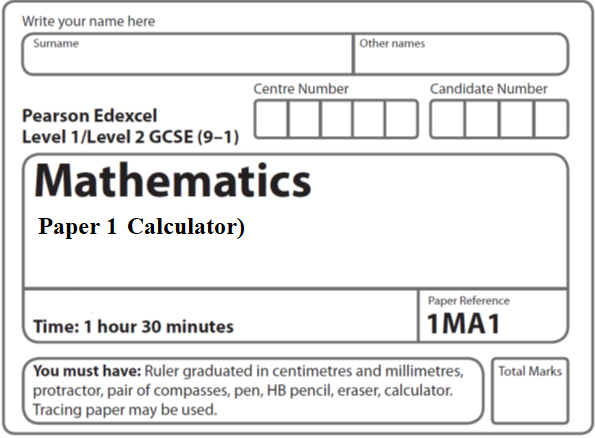 Write your name here
Surname
Other names
Centre Number
Candidate Number
Pearson Edexcel
Level 1/Level 2 GCSE (9–1)
Mathematics
Paper 1 Calculator)
Time: 1 hour 30 minutes
Paper Reference
1MA1
You must have: Ruler graduated in centimetres and millimetres,
protractor, pair of compasses, pen, HB pencil, eraser, calculator.
Tracing paper may be used.
Total Marks